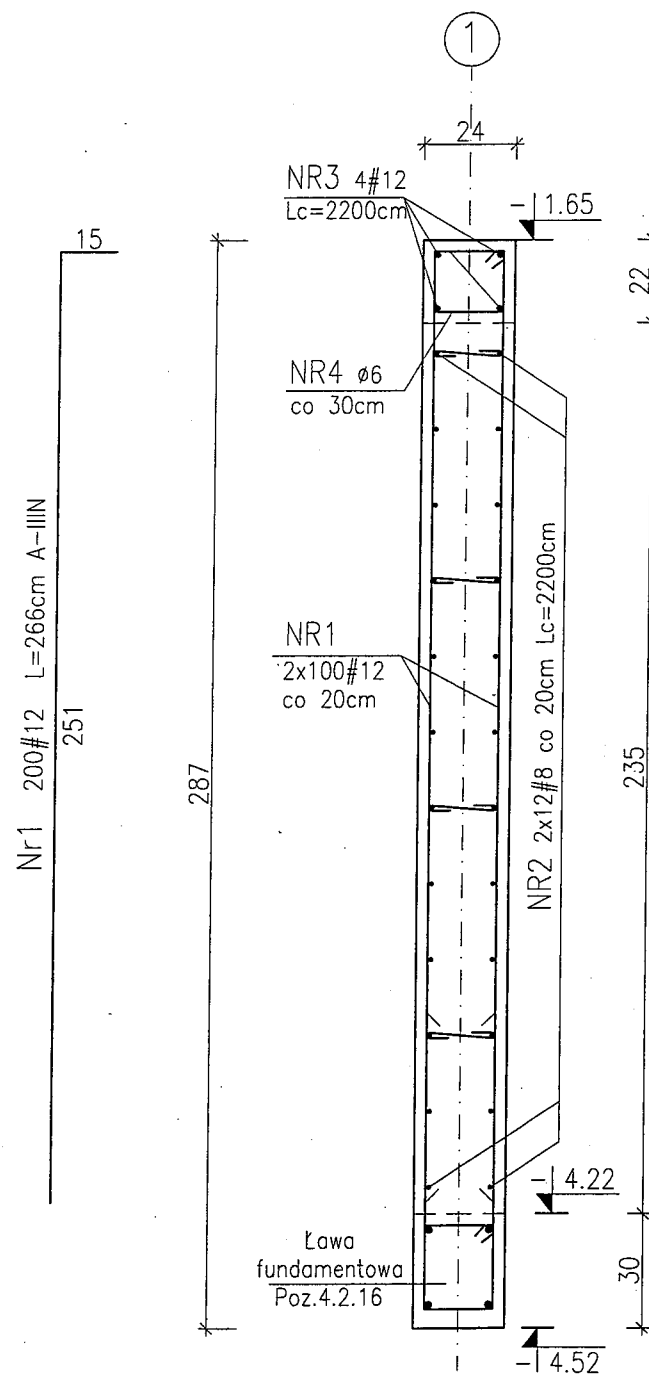 1
24
NR3 4#12
Lc=2200cm
-1.65
15
22
NR4 ø6
co 30cm
Nr1 200#12 L=266cm A-IIIN
251
287
NR1
2x100#12
co 20cm
NR2 2x12#8 co 20cm Lc=2200cm
235
-4.22
Ława
fundamentowa
Poz.4.2.16
30
-4.52